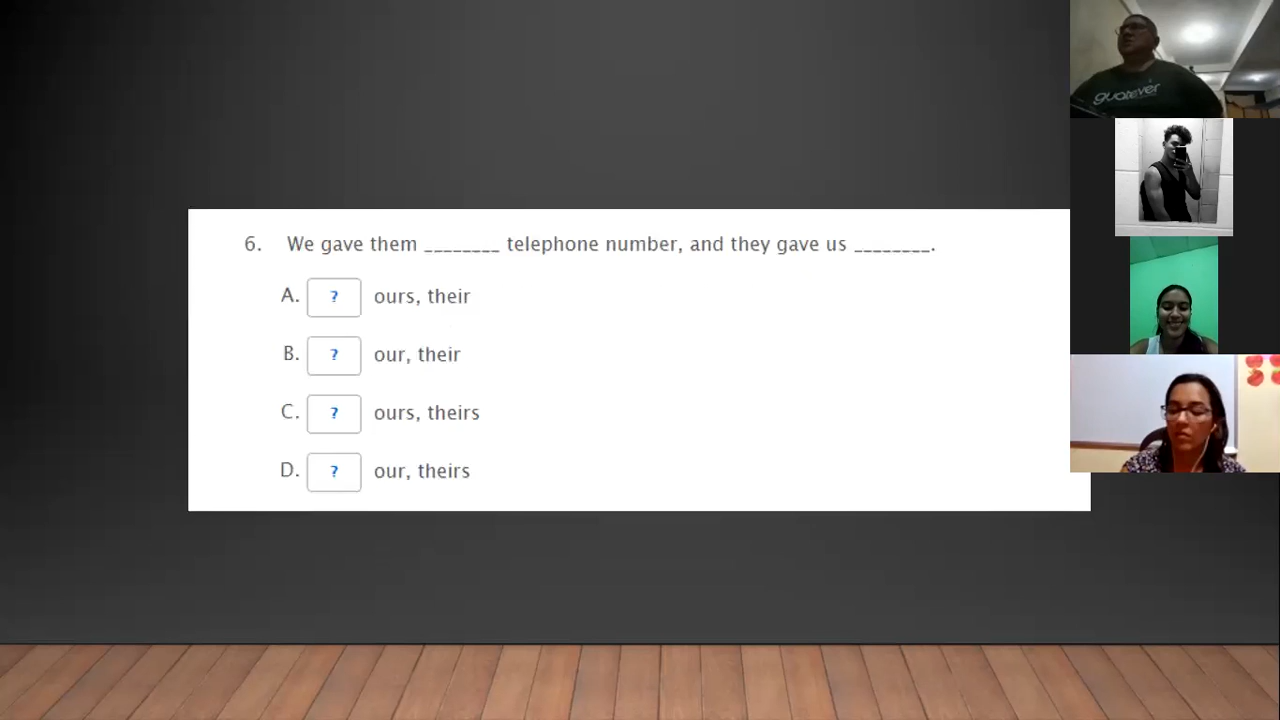 6. We gave them ________ telephone number, and they gave us ________.
A. ? ours, their
B. ? our, their
C. ? ours, theirs
D. ? our, theirs
guatever